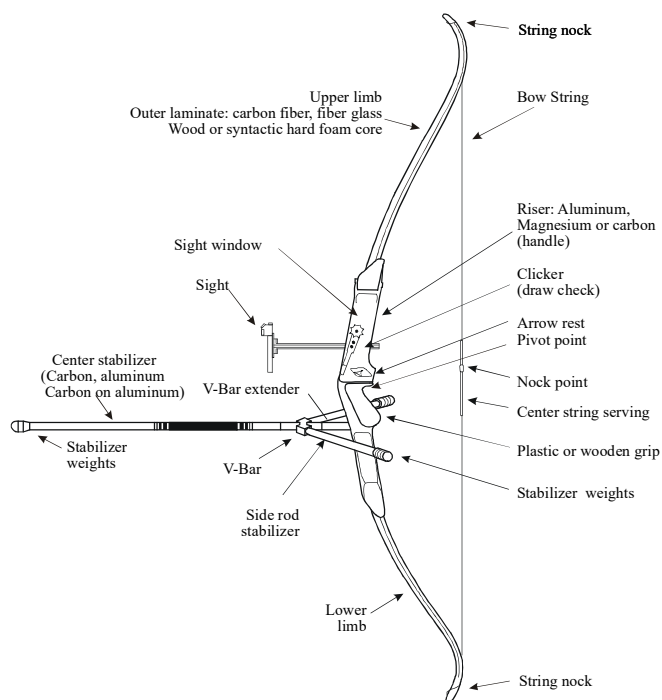 String nock
Upper limb
Outer laminate: carbon fiber, fiber glass
Wood or syntactic hard foam core
Bow String
Riser: Aluminum,
Magnesium or carbon
(handle)
Sight window
Clicker
(draw check)
Sight
Arrow rest
Pivot point
Center stabilizer
(Carbon, aluminum
Carbon on aluminum)
V-Bar extender
Nock point
Center string serving
Stabilizer
weights
V-Bar
Plastic or wooden grip
Stabilizer weights
Side rod
stabilizer
Lower
limb
String nock